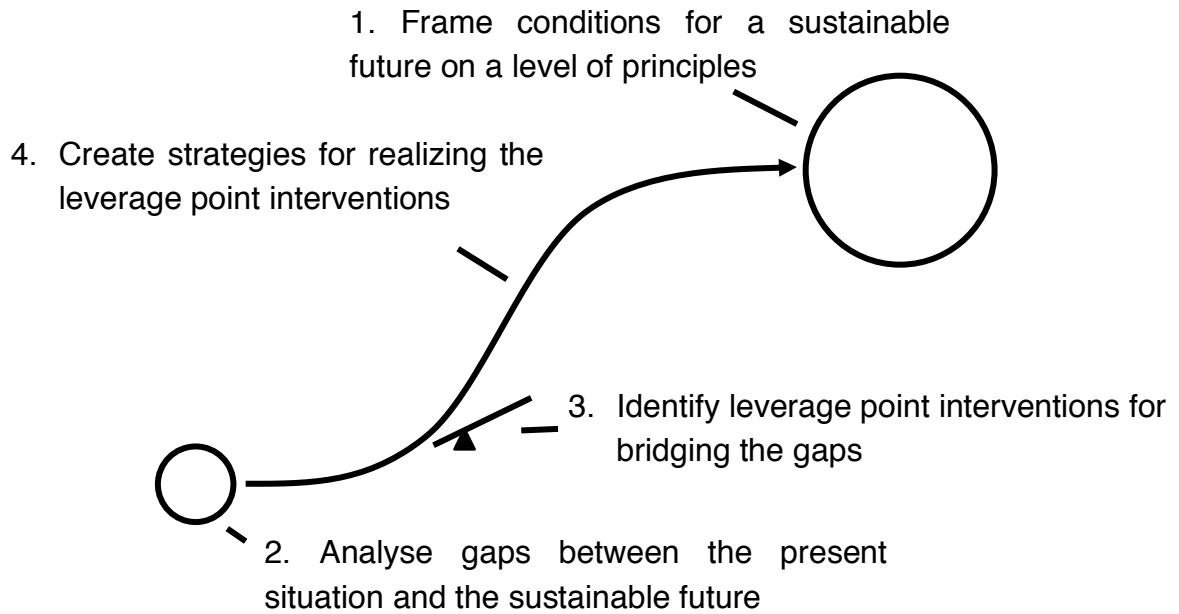 1. Frame conditions for a sustainable
future on a level of principles
4. Create strategies for realizing the
leverage point interventions
3. Identify leverage point interventions for
bridging the gaps
2. Analyse gaps between the present
situation and the sustainable future